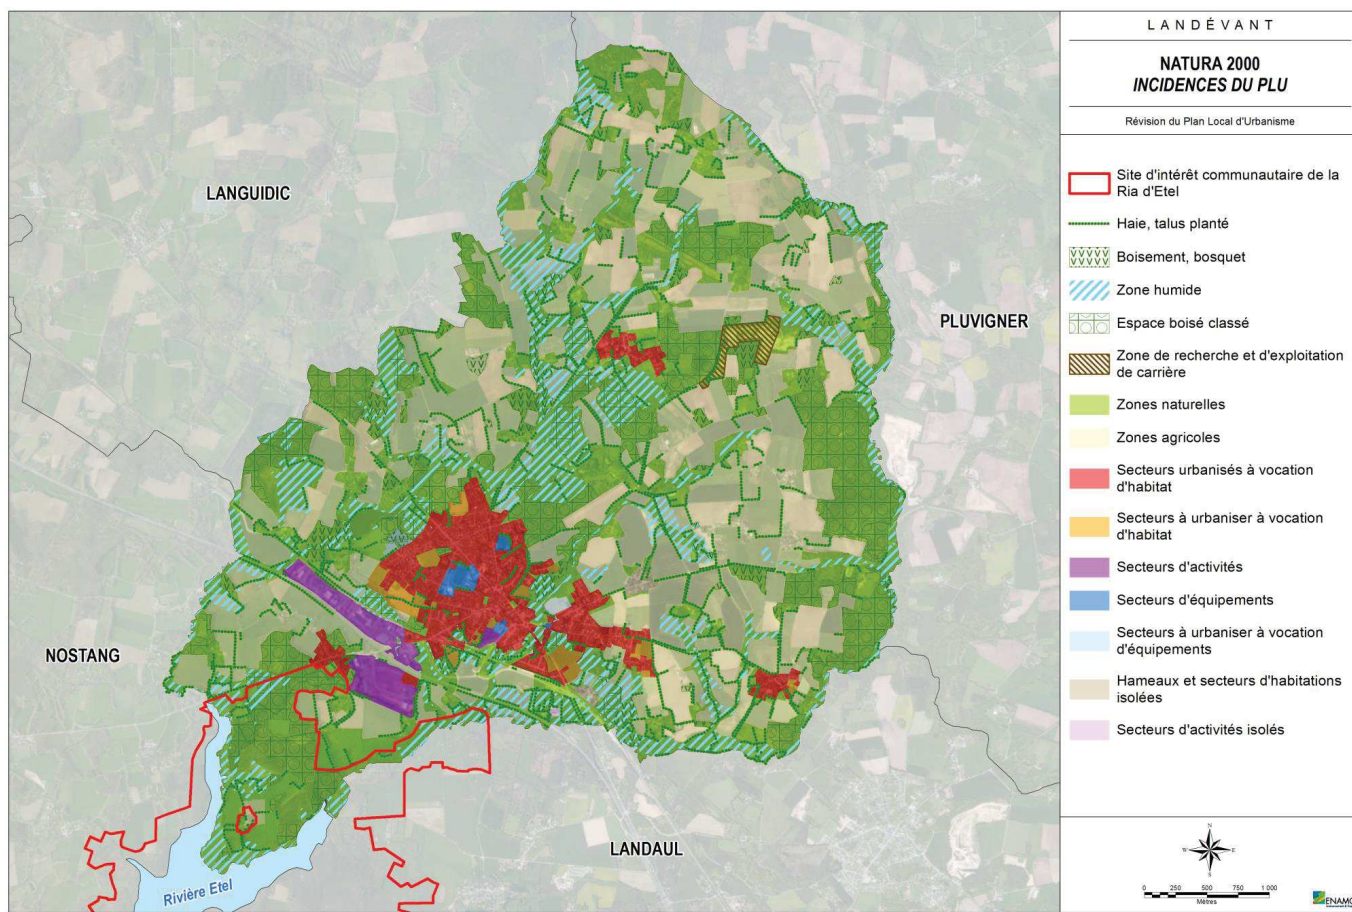 LANDÉVANT
NATURA 2000
INCIDENCES DU PLU
Révision du Plan Local d'Urbanisme
Site d'intérêt communautaire de la
Ria d'Etel
Haie, talus planté
Boisement, bosquet
Zone humide
Espace boisé classé
Zone de recherche et d'exploitation
de carrière
Zones naturelles
Zones agricoles
Secteurs urbanisés à vocation
d'habitat
Secteurs à urbaniser à vocation
d'habitat
Secteurs d'activités
Secteurs d'équipements
Secteurs à urbaniser à vocation
d'équipements
Hameaux et secteurs d'habitations
isolées
Secteurs d'activités isolés
N
W E
S
0 250 500 750 1 000
Mètres
LANGUIDIC
PLUVIGNER
NOSTANG
LANDAUL
Rivière Etel